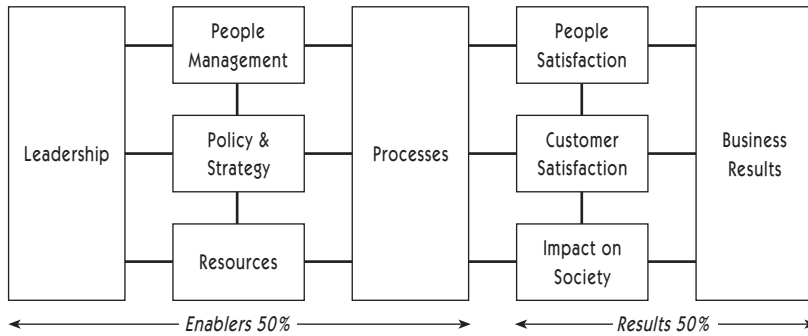 Leadership
People
Management
Policy &
Strategy
Resources
Processes
People
Satisfaction
Customer
Satisfaction
Impact on
Society
Business
Results
Enablers 50%
Results 50%